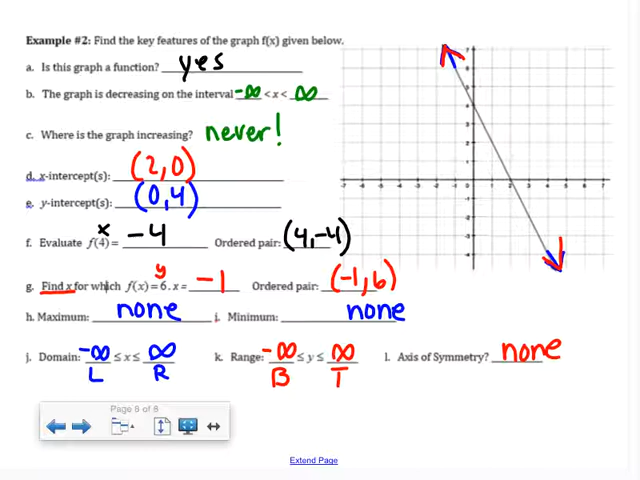 Example #2: Find the key features of the graph f(x) given below.
a. Is this graph a function? yes
b. The graph is decreasing on the interval -∞ < x < ∞
c. Where is the graph increasing? never!
d. x-intercept(s): (2,0)
e. y-intercept(s): (0,4)
x
f. Evaluate f(4) = -4 Ordered pair: (4,-4)
y
g. Find x for which f(x) = 6. x = -1 Ordered pair: (-1,6)
h. Maximum: none i. Minimum: none
j. Domain: -∞ ≤ x ≤ ∞ k. Range: -∞ ≤ y ≤ ∞ l. Axis of Symmetry? none
L R B T
Page 8 of 8
Extend Page